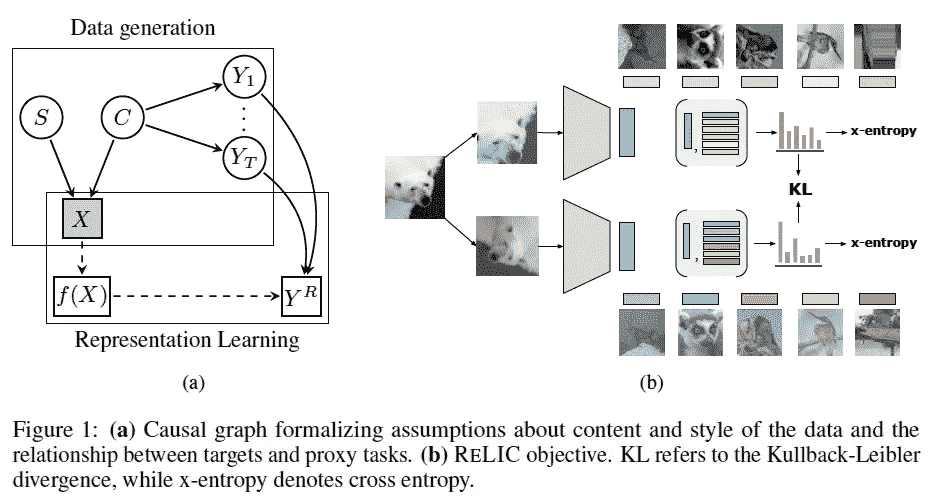 Data generation
S
C
Y₁
⋮
Y_T
X
f(X)
Y^R
Representation Learning
(a)
,
x-entropy
KL
,
x-entropy
(b)
Figure 1: (a) Causal graph formalizing assumptions about content and style of the data and the
relationship between targets and proxy tasks. (b) RELIC objective. KL refers to the Kullback-Leibler
divergence, while x-entropy denotes cross entropy.